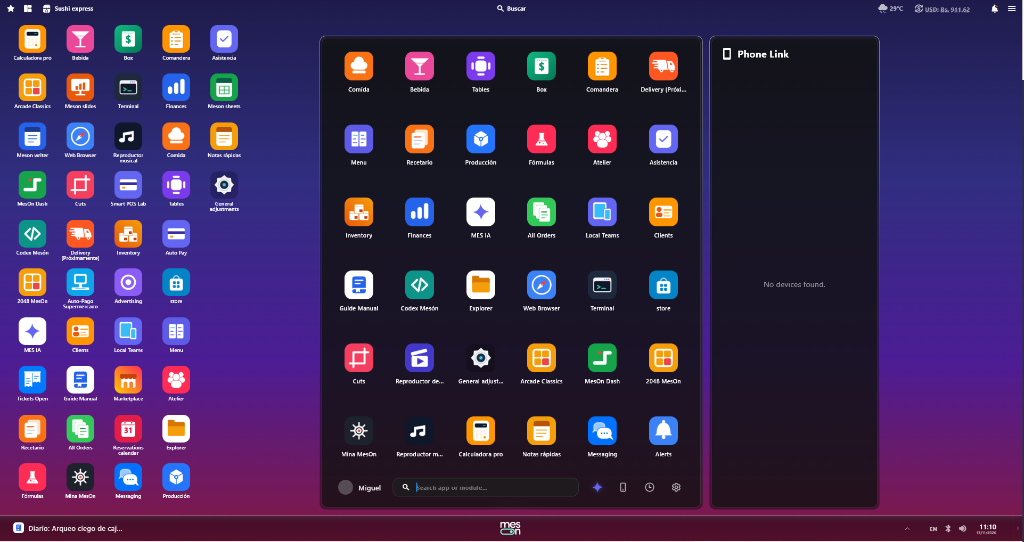 Sushi express
Buscar
29°C
USD: Bs. 911.62
Calculadora pro
Bebida
Box
Comandera
Asistencia
Arcade Classics
Meson slides
Terminal
Finances
Meson sheets
Meson writer
Web Browser
Reproductor musical
Comida
Notas rápidas
MesOn Dash
Cuts
Smart POS Lab
Tables
General adjustments
Codex Mesón
Delivery (Próximamente)
Inventory
Auto Pay
2048 MesOn
Auto-Pago Supermercado
Advertising
store
MES IA
Clients
Local Teams
Menu
Tickets Open
Guide Manual
Marketplace
Atelier
Recetario
All Orders
Reservations calendar
Explorer
Fórmulas
Mina MesOn
Messaging
Producción
Comida
Bebida
Tables
Box
Comandera
Delivery (Próxi...
Menu
Recetario
Producción
Fórmulas
Atelier
Asistencia
Inventory
Finances
MES IA
All Orders
Local Teams
Clients
Guide Manual
Codex Mesón
Explorer
Web Browser
Terminal
store
Cuts
Reproductor de...
General adjust...
Arcade Classics
MesOn Dash
2048 MesOn
Mina MesOn
Reproductor m...
Calculadora pro
Notas rápidas
Messaging
Alerts
Miguel
Search app or module...
Phone Link
No devices found.
Diario: Arqueo ciego de caj...
mes
on
EN
11:10